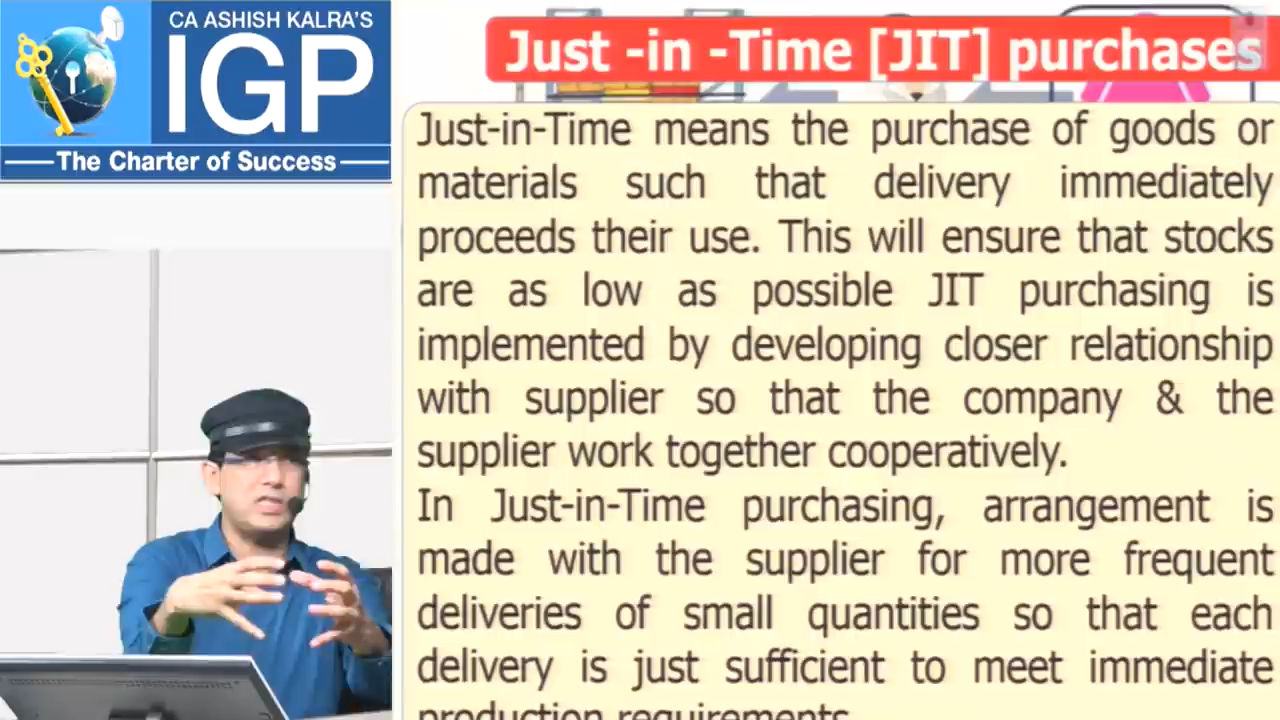 CA ASHISH KALRA'S
IGP
The Charter of Success
Just -in -Time [JIT] purchases
Just-in-Time means the purchase of goods or
materials such that delivery immediately
proceeds their use. This will ensure that stocks
are as low as possible JIT purchasing is
implemented by developing closer relationship
with supplier so that the company & the
supplier work together cooperatively.
In Just-in-Time purchasing, arrangement is
made with the supplier for more frequent
deliveries of small quantities so that each
delivery is just sufficient to meet immediate
production requirements